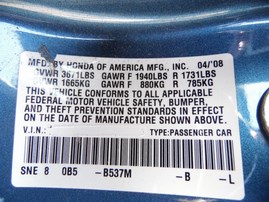 MFD. BY HONDA OF AMERICA MFG., INC. 04/08
GVWR 3671LBS GAWR F 1940LBS R 1731LBS
1665KG GAWR F 880KG R 785KG
THIS VEHICLE CONFORMS TO ALL APPLICABLE
FEDERAL MOTOR VEHICLE SAFETY, BUMPER,
AND THEFT PREVENTION STANDARDS IN
EFFECT ON THE DATE OF MANUFACTURE SHOWN ABOVE.
V.I.N. TYPE:PASSENGER CAR
SNE 8 0B5 -B537M -B -L